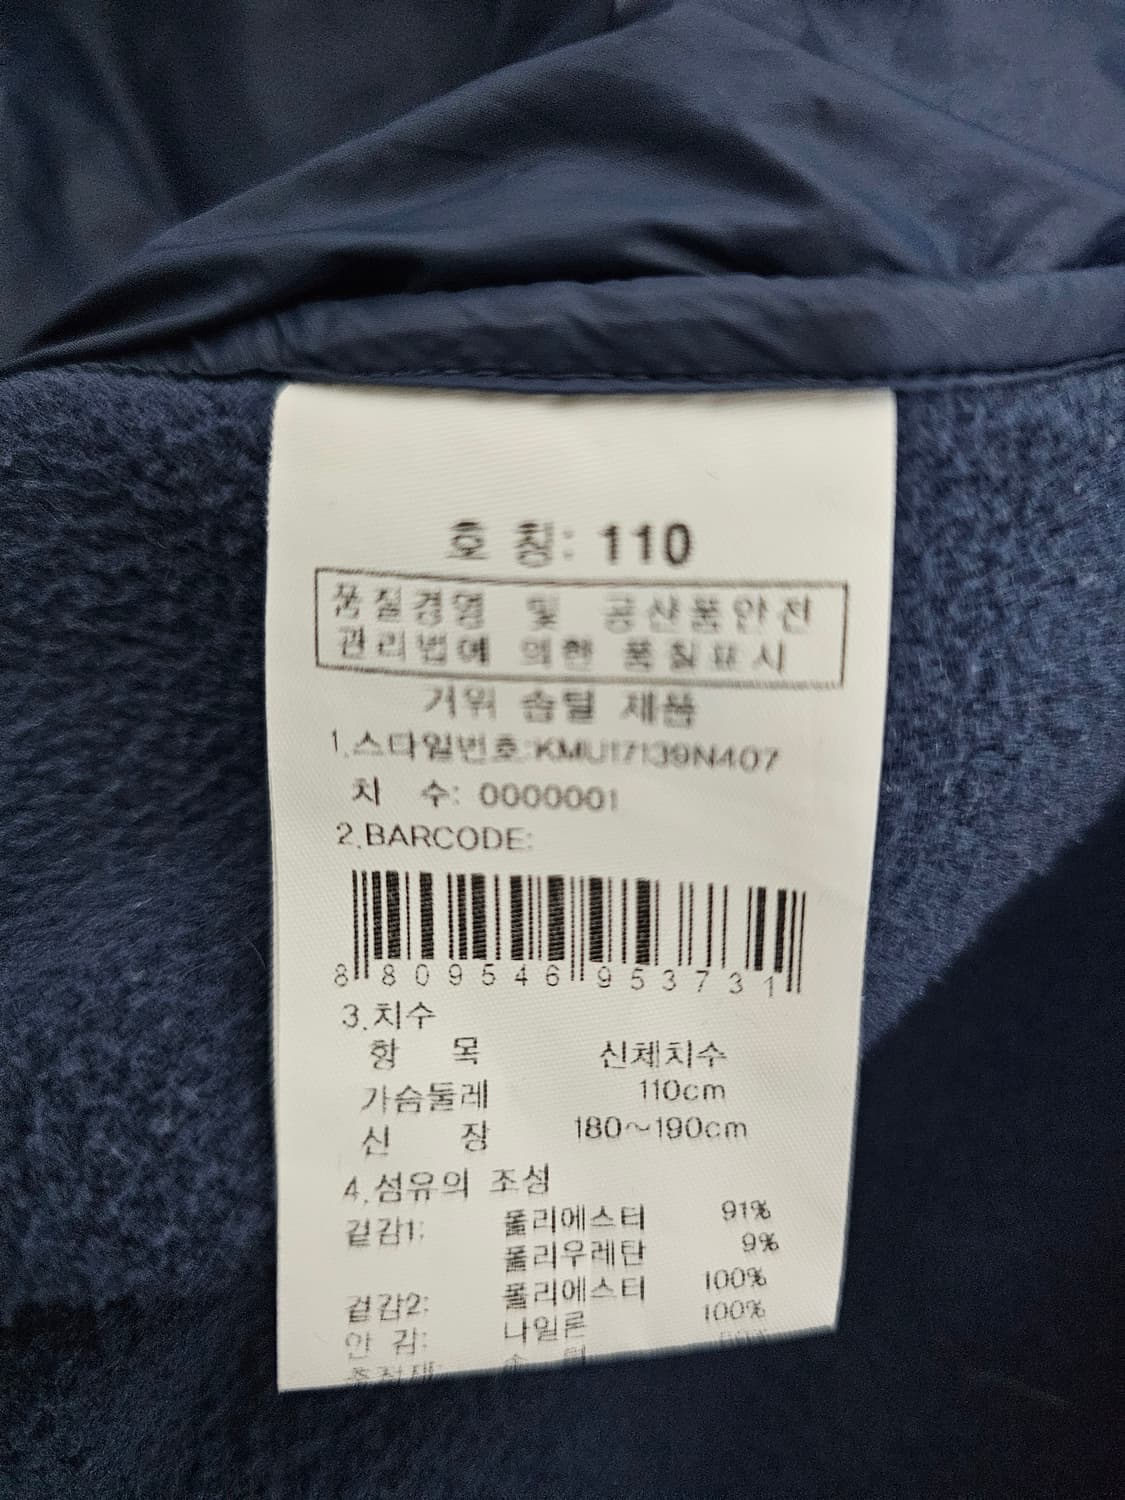 호 칭: 110
품질경영 및 공산품안전
관리법에 의한 품질표시
거위 솜털 제품
1.스타일번호:KMU17139N407
치 수: 0000001
2.BARCODE:
8 809546 953731
3.치수
항 목 신체치수
가슴둘레 110cm
신 장 180~190cm
4.섬유의 조성
겉감1: 폴리에스터 91%
폴리우레탄 9%
겉감2: 폴리에스터 100%
안 감: 나일론 100%